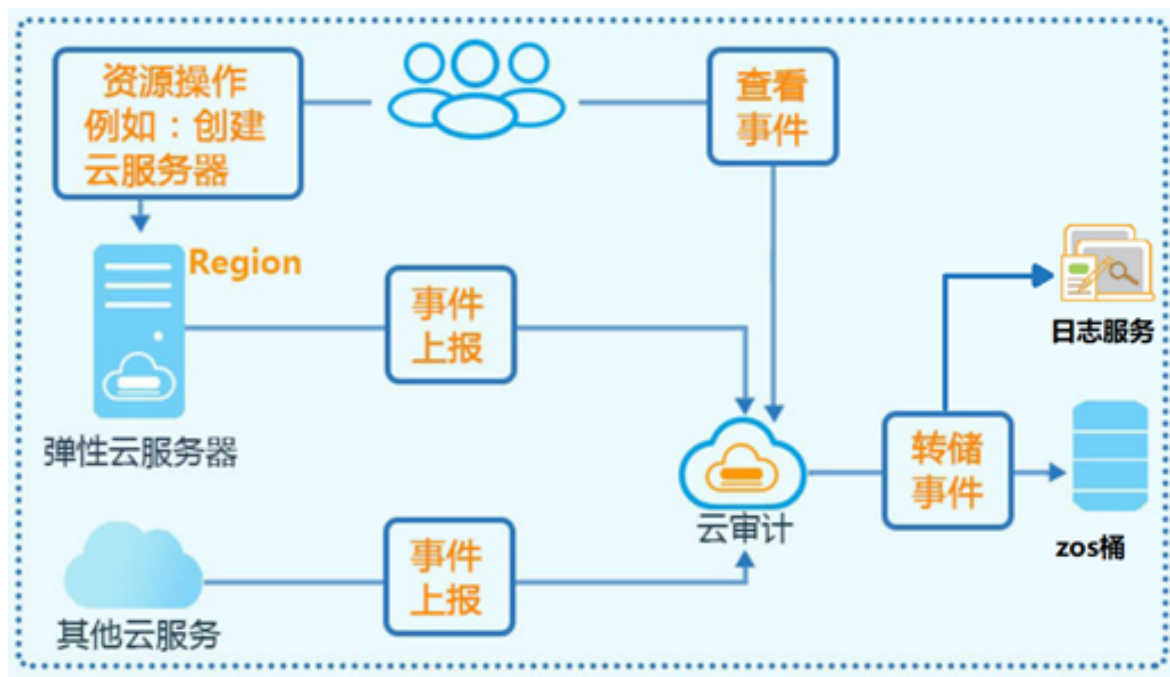 资源操作
例如：创建
云服务器
查看
事件
Region
事件
上报
日志服务
弹性云服务器
转储
事件
云审计
zos桶
事件
上报
其他云服务